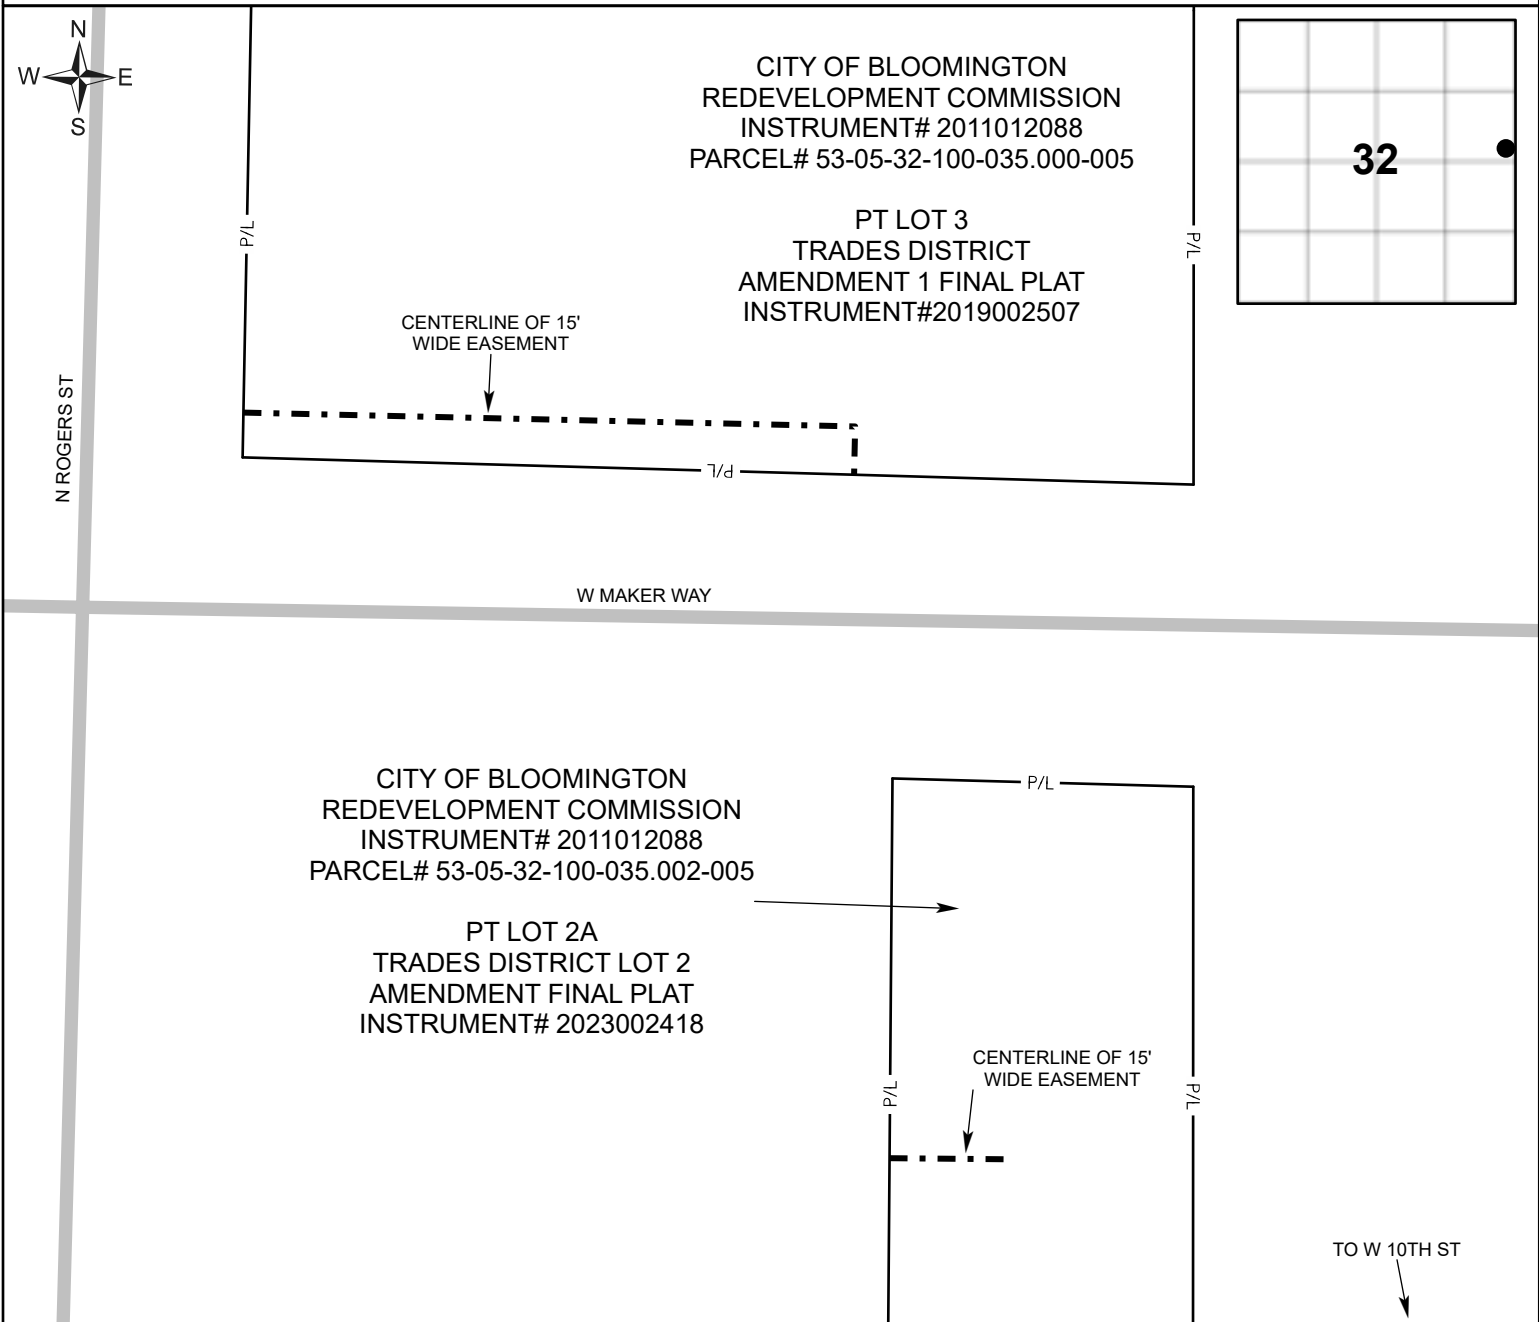 N
W E
S
CITY OF BLOOMINGTON
REDEVELOPMENT COMMISSION
INSTRUMENT# 2011012088
PARCEL# 53-05-32-100-035.000-005
PT LOT 3
TRADES DISTRICT
AMENDMENT 1 FINAL PLAT
INSTRUMENT#2019002507
32
P/L
P/L
CENTERLINE OF 15'
WIDE EASEMENT
N ROGERS ST
P/L
W MAKER WAY
CITY OF BLOOMINGTON
REDEVELOPMENT COMMISSION
INSTRUMENT# 2011012088
PARCEL# 53-05-32-100-035.002-005
PT LOT 2A
TRADES DISTRICT LOT 2
AMENDMENT FINAL PLAT
INSTRUMENT# 2023002418
P/L
CENTERLINE OF 15'
WIDE EASEMENT
P/L
P/L
TO W 10TH ST